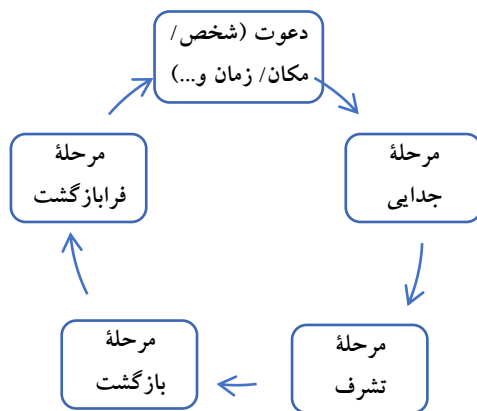 دعوت (شخص/
مکان/ زمان و...)
مرحلۀ
جدایی
مرحلۀ
تشرف
مرحلۀ
بازگشت
مرحلۀ
فرابازگشت